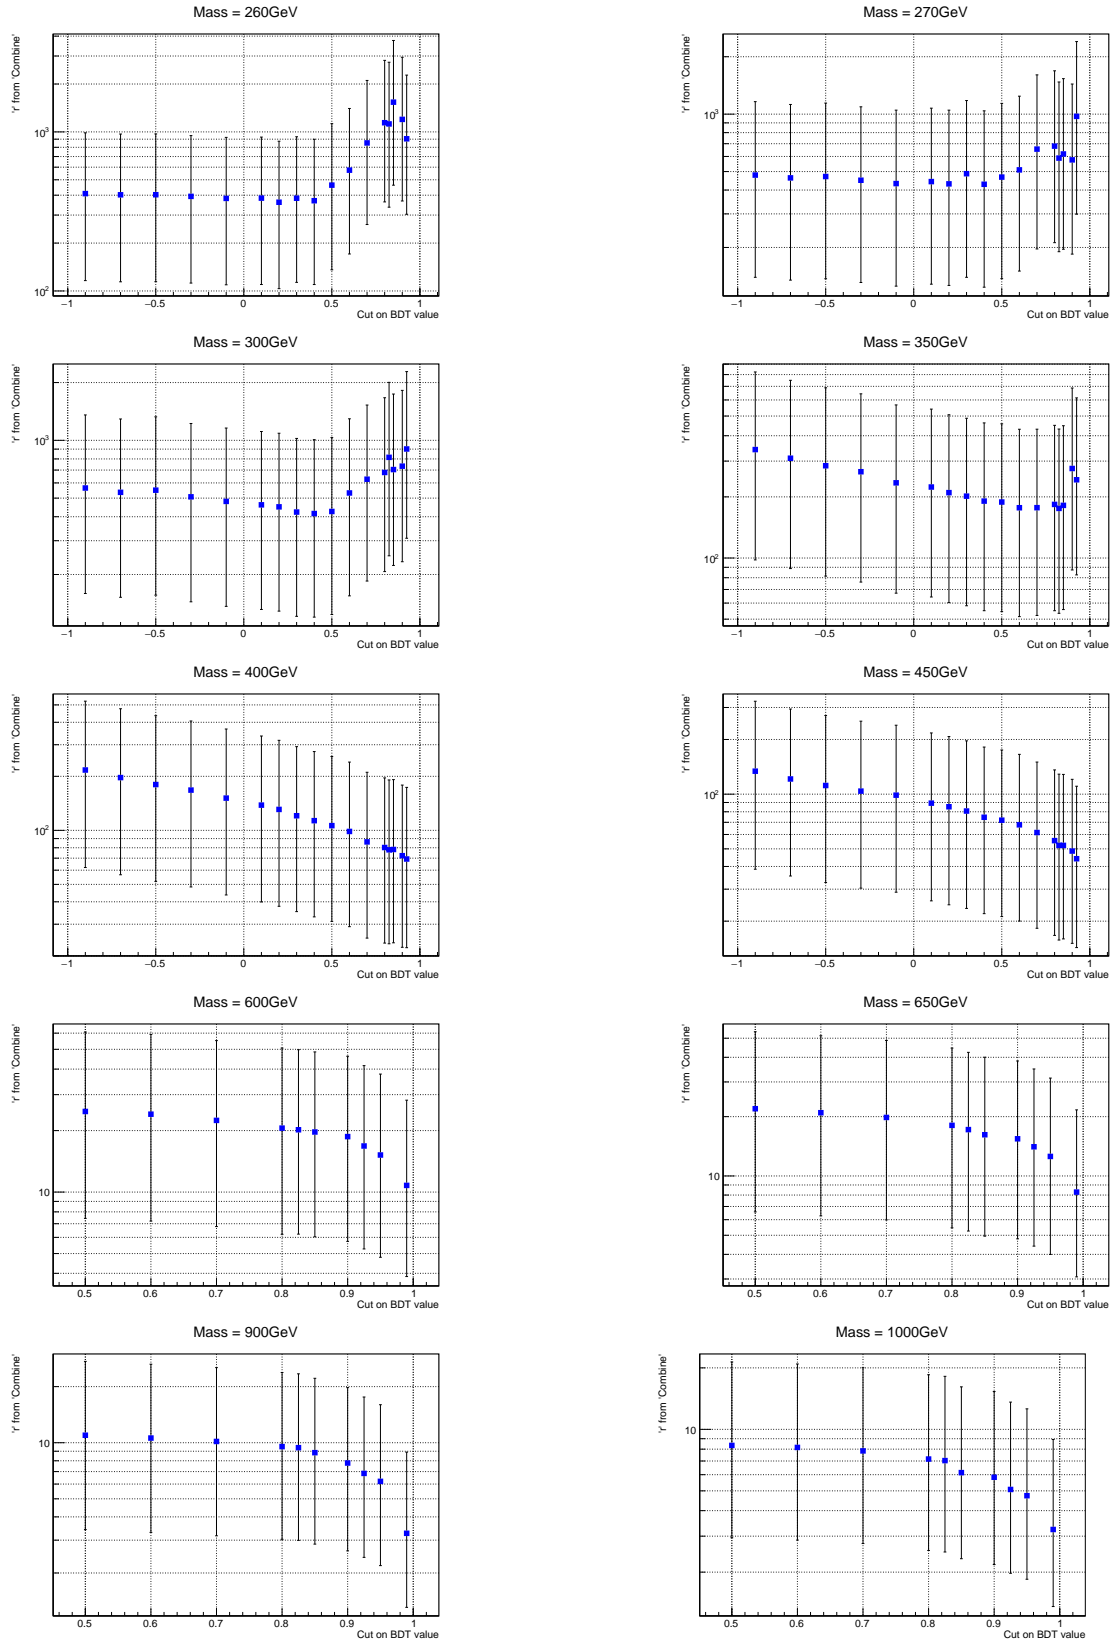 Mass = 260GeV
'r' from 'Combine'
10³
10²
−1 −0.5 0 0.5 1
Cut on BDT value
Mass = 270GeV
'r' from 'Combine'
10³
−1 −0.5 0 0.5 1
Cut on BDT value
Mass = 300GeV
'r' from 'Combine'
10³
−1 −0.5 0 0.5 1
Cut on BDT value
Mass = 350GeV
'r' from 'Combine'
10²
−1 −0.5 0 0.5 1
Cut on BDT value
Mass = 400GeV
'r' from 'Combine'
10²
−1 −0.5 0 0.5 1
Cut on BDT value
Mass = 450GeV
'r' from 'Combine'
10²
−1 −0.5 0 0.5 1
Cut on BDT value
Mass = 600GeV
'r' from 'Combine'
10
0.5 0.6 0.7 0.8 0.9 1
Cut on BDT value
Mass = 650GeV
'r' from 'Combine'
10
0.5 0.6 0.7 0.8 0.9 1
Cut on BDT value
Mass = 900GeV
'r' from 'Combine'
10
0.5 0.6 0.7 0.8 0.9 1
Cut on BDT value
Mass = 1000GeV
'r' from 'Combine'
10
0.5 0.6 0.7 0.8 0.9 1
Cut on BDT value